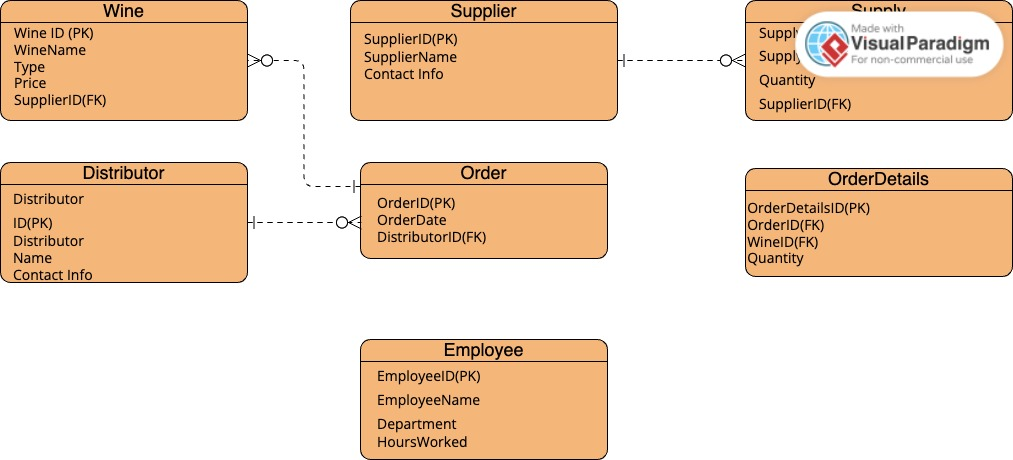 Wine
Wine ID (PK)
WineName
Type
Price
SupplierID(FK)
Supplier
SupplierID(PK)
SupplierName
Contact Info
Supply
Quantity
SupplierID(FK)
Made with
Visual Paradigm
For non-commercial use
Distributor
Distributor
ID(PK)
Distributor
Name
Contact Info
Order
OrderID(PK)
OrderDate
DistributorID(FK)
OrderDetails
OrderDetailsID(PK)
OrderID(FK)
WineID(FK)
Quantity
Employee
EmployeeID(PK)
EmployeeName
Department
HoursWorked